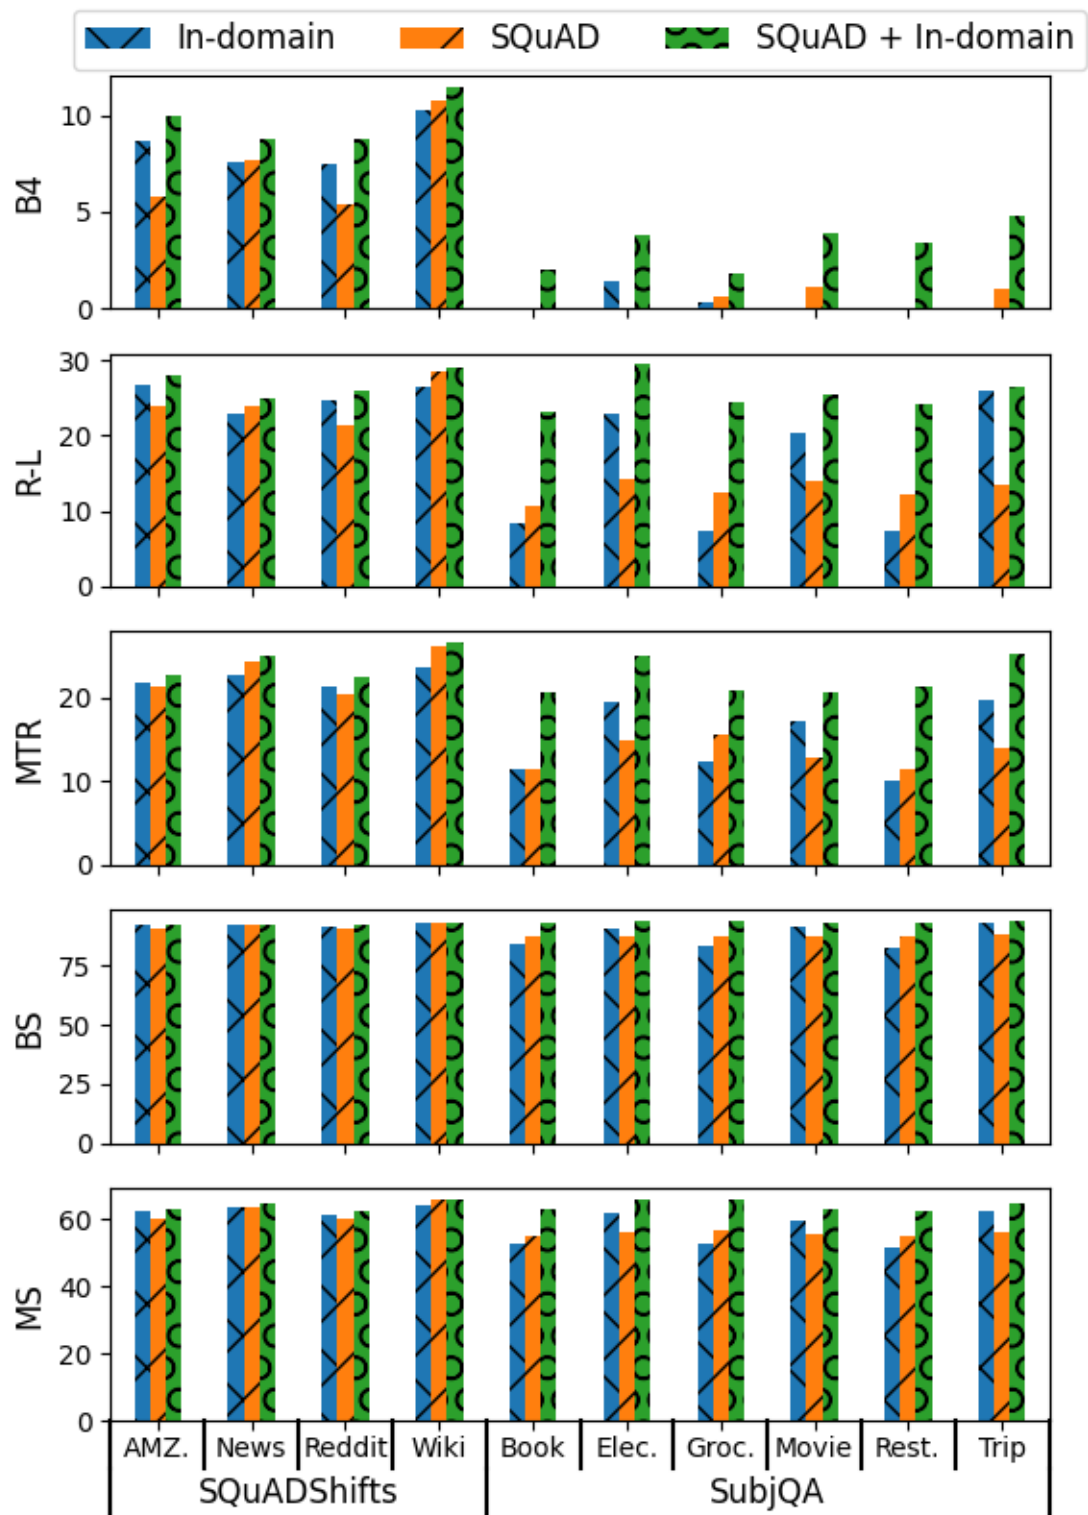 In-domain SQuAD SQuAD + In-domain
B4
10
5
0
R-L
30
20
10
0
MTR
20
10
0
BS
75
50
25
0
MS
60
40
20
0
AMZ. News Reddit Wiki Book Elec. Groc. Movie Rest. Trip
SQuADShifts SubjQA